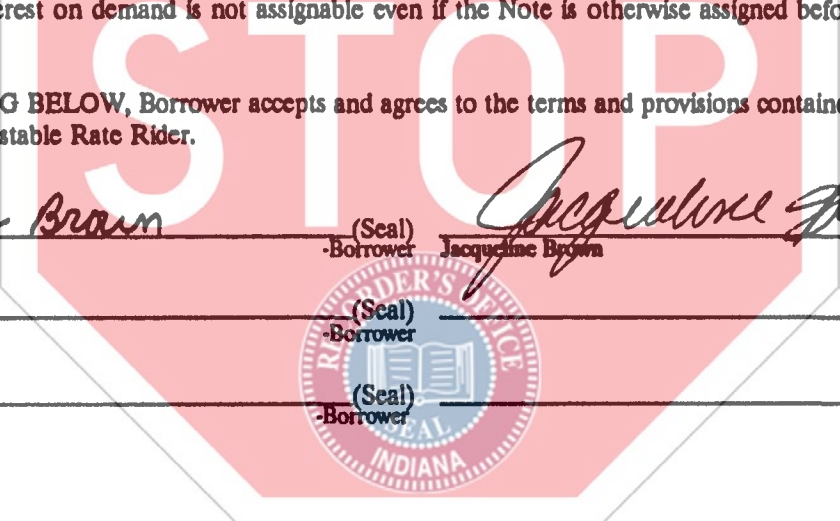 erest on demand is not assignable even if the Note is otherwise assigned befo
STOP!
G BELOW, Borrower accepts and agrees to the terms and provisions containe
stable Rate Rider.
Brown (Seal) Jacqueline
-Borrower Jacqueline Brown
(Seal)
-Borrower
(Seal)
-Borrower
RECORDER'S OFFICE
SEAL
INDIANA